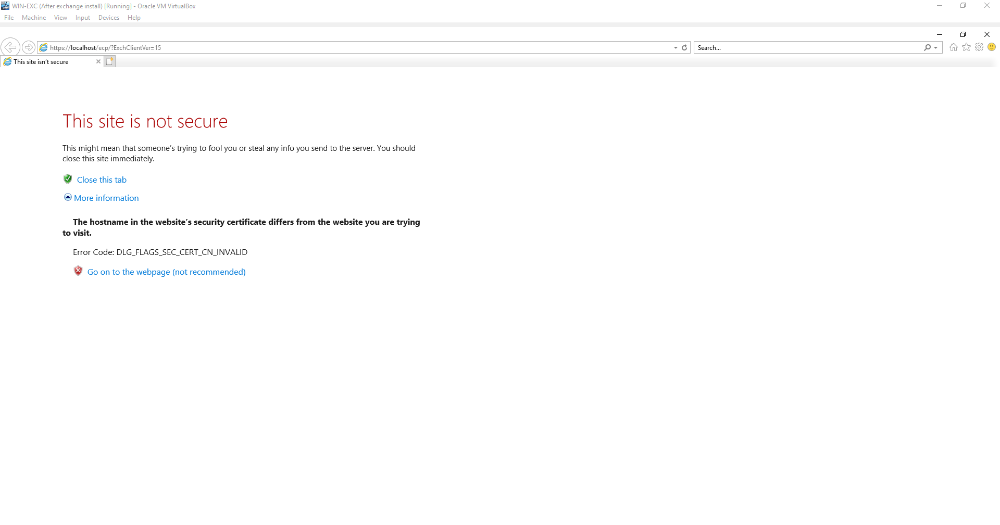 WIN-EXC (After exchange install) [Running] - Oracle VM VirtualBox
File Machine View Input Devices Help
https://localhost/ecp/?ExchClientVer=15
Search...
This site isn't secure
This site is not secure
This might mean that someone's trying to fool you or steal any info you send to the server. You should
close this site immediately.
Close this tab
More information
The hostname in the website's security certificate differs from the website you are trying
to visit.
Error Code: DLG_FLAGS_SEC_CERT_CN_INVALID
Go on to the webpage (not recommended)